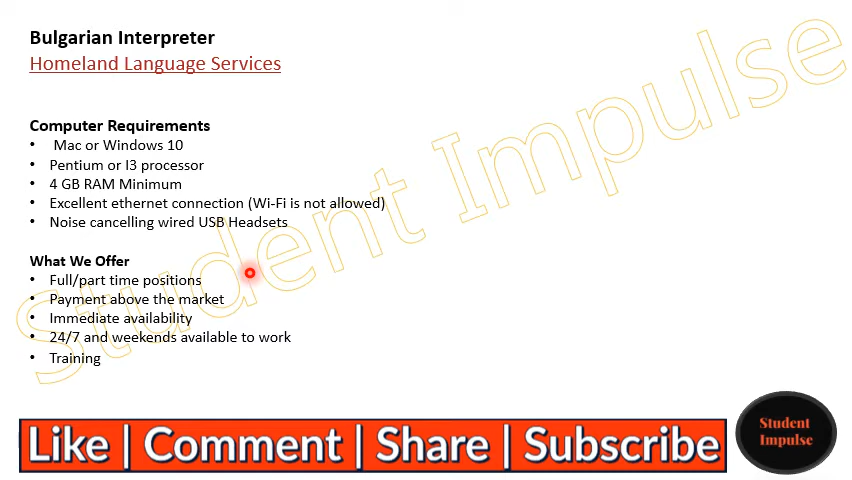 Bulgarian Interpreter
Homeland Language Services
Computer Requirements
• Mac or Windows 10
• Pentium or I3 processor
• 4 GB RAM Minimum
• Excellent ethernet connection (Wi-Fi is not allowed)
• Noise cancelling wired USB Headsets
What We Offer
• Full/part time positions
• Payment above the market
• Immediate availability
• 24/7 and weekends available to work
• Training
Student Impulse
Like | Comment | Share | Subscribe
Student
Impulse